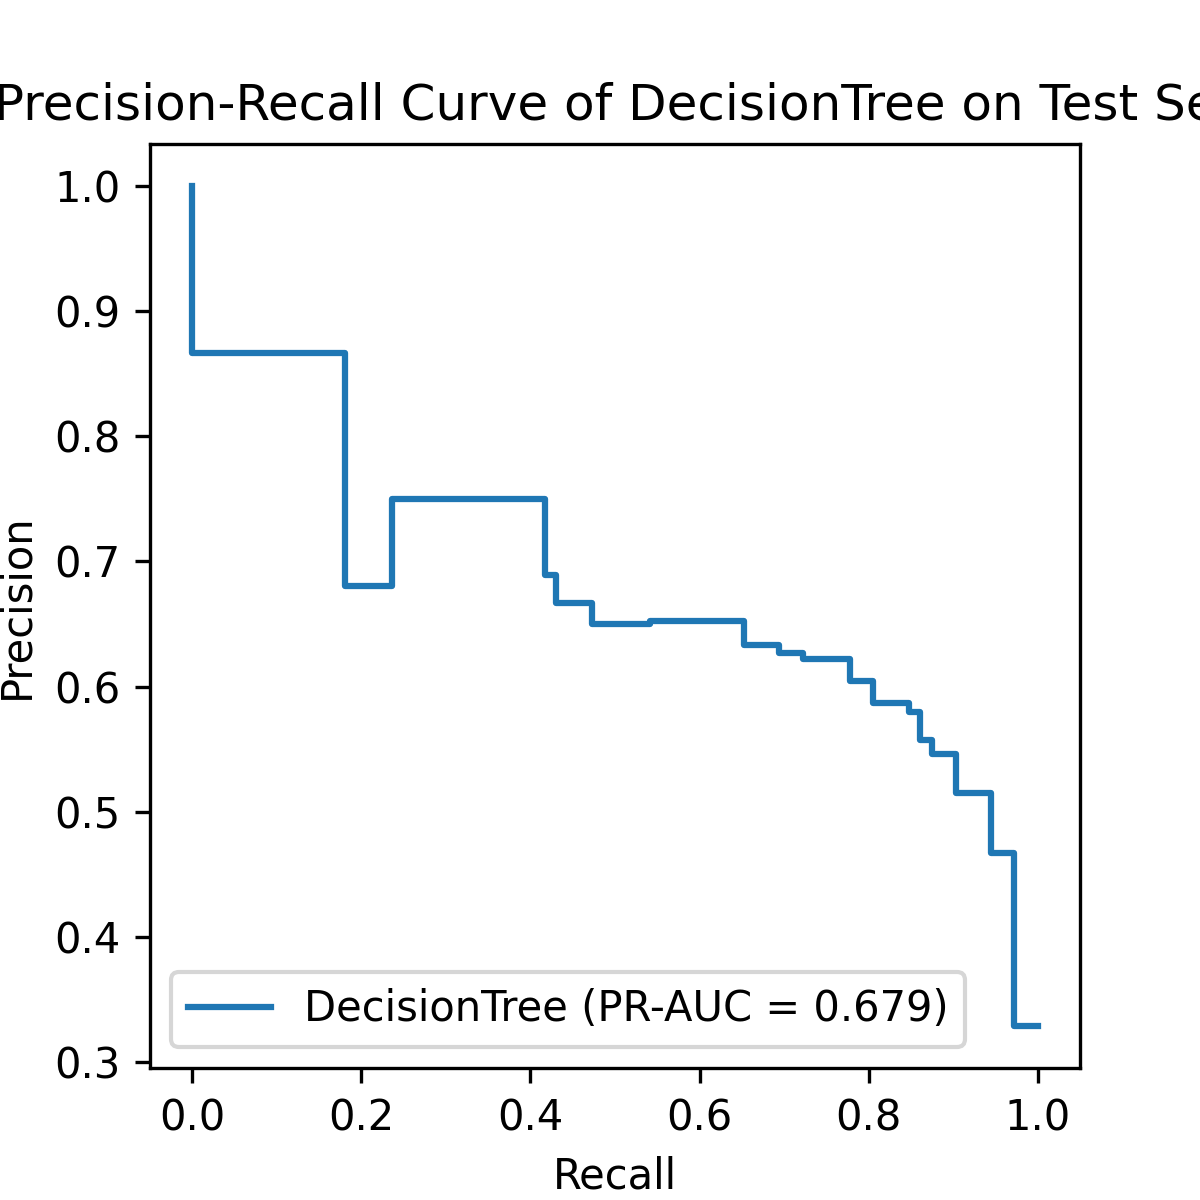 Precision-Recall Curve of DecisionTree on Test Se
1.0
0.9
0.8
0.7
0.6
0.5
0.4
0.3
Precision
DecisionTree (PR-AUC = 0.679)
0.0 0.2 0.4 0.6 0.8 1.0
Recall